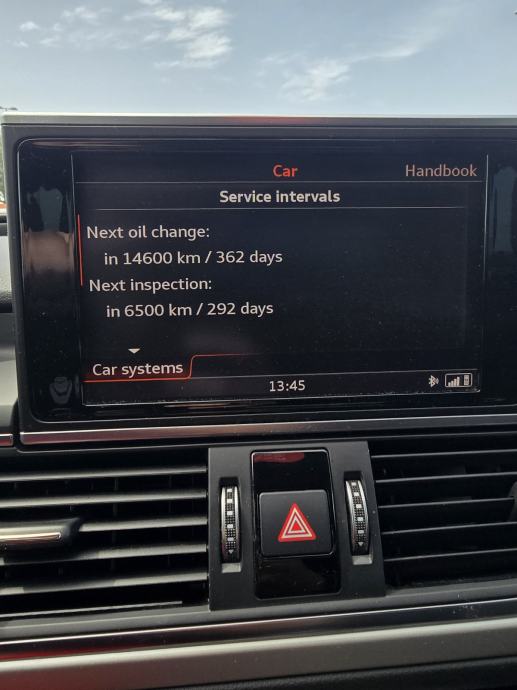 Car
Handbook
Service intervals
Next oil change:
in 14600 km / 362 days
Next inspection:
in 6500 km / 292 days
Car systems
13:45